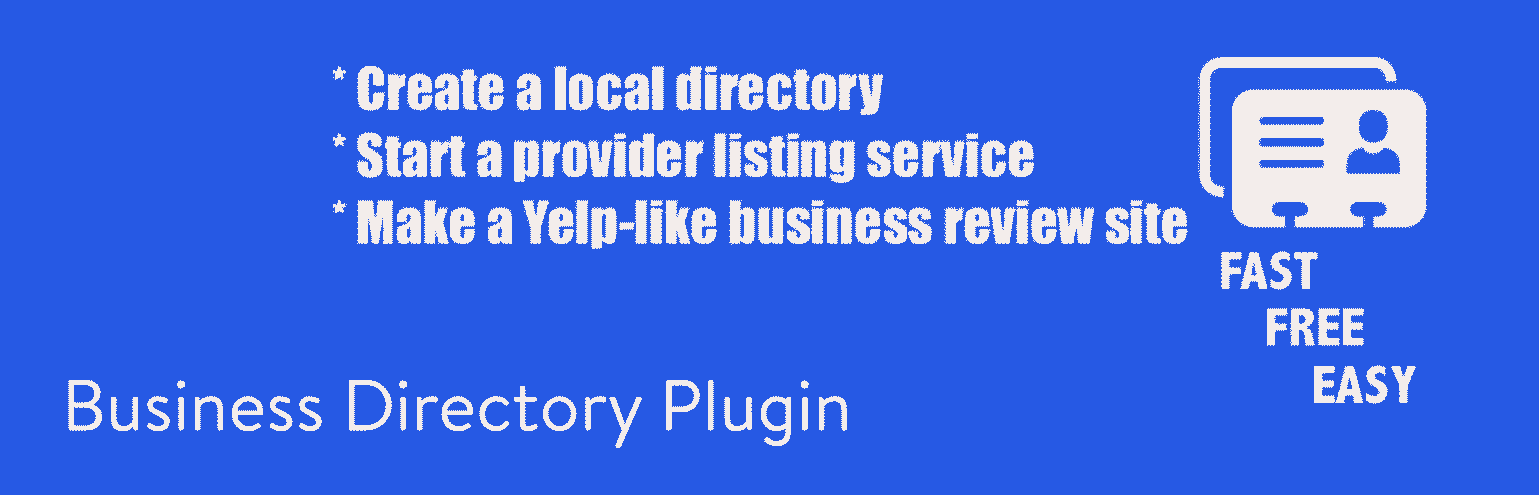 * Create a local directory
* Start a provider listing service
* Make a Yelp-like business review site
FAST
FREE
EASY
Business Directory Plugin